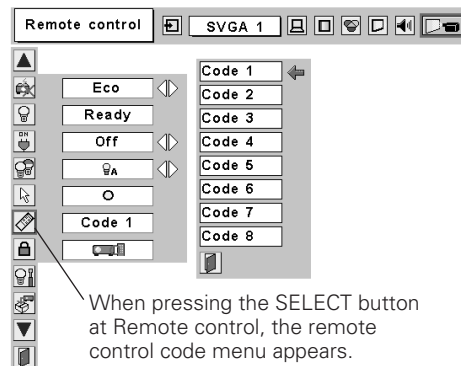 Remote control
SVGA 1
Eco
Ready
ON
Off
A
Code 1
Code 1
Code 2
Code 3
Code 4
Code 5
Code 6
Code 7
Code 8
When pressing the SELECT button
at Remote control, the remote
control code menu appears.